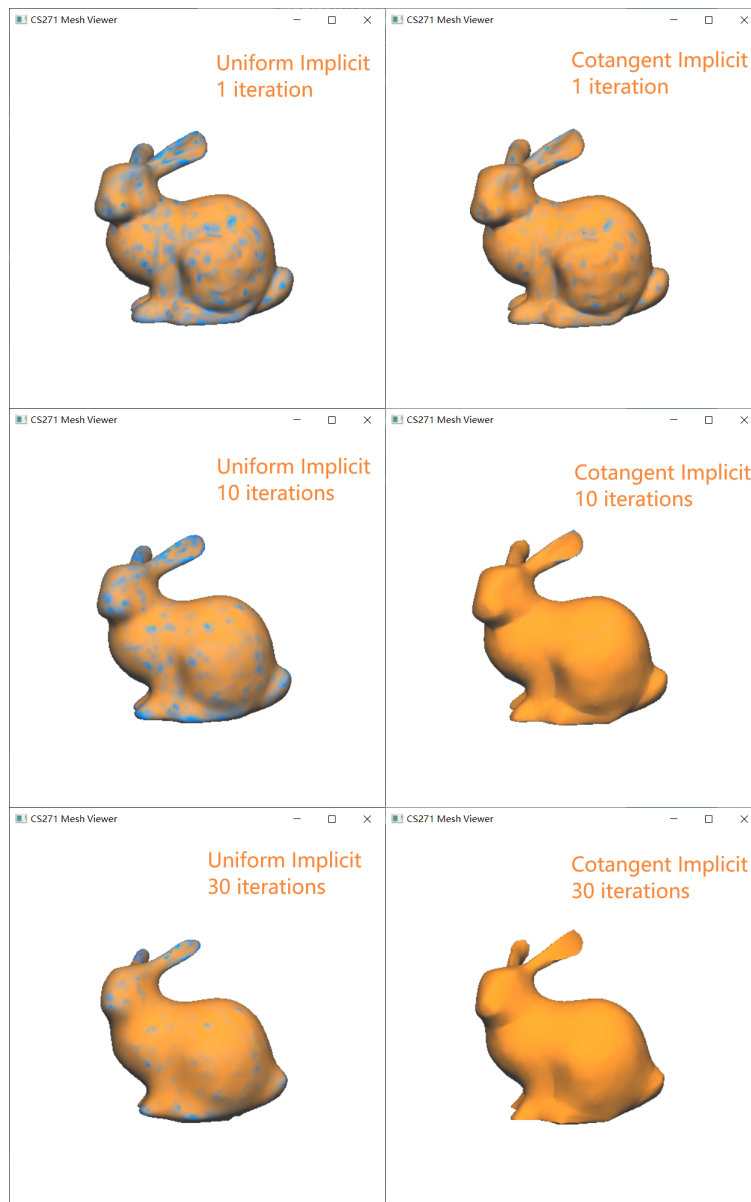 CS271 Mesh Viewer
Uniform Implicit
1 iteration
CS271 Mesh Viewer
Cotangent Implicit
1 iteration
CS271 Mesh Viewer
Uniform Implicit
10 iterations
CS271 Mesh Viewer
Cotangent Implicit
10 iterations
CS271 Mesh Viewer
Uniform Implicit
30 iterations
CS271 Mesh Viewer
Cotangent Implicit
30 iterations